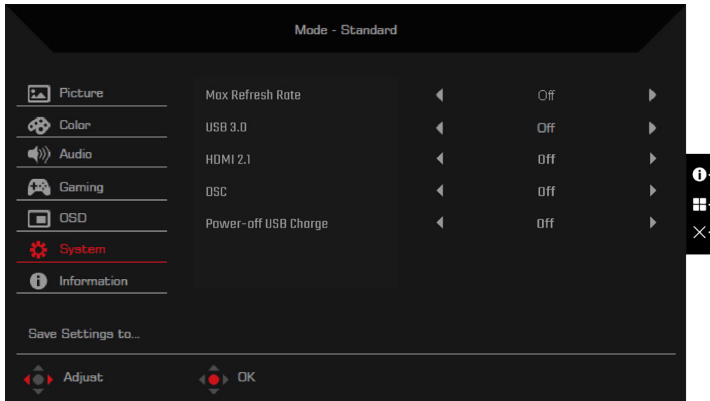 Mode - Standard
Picture
Color
Audio
Gaming
OSD
System
Information
Max Refresh Rate Off
USB 3.0 Off
HDMI 2.1 Off
DSC Off
Power-off USB Charge Off
Save Settings to...
Adjust OK